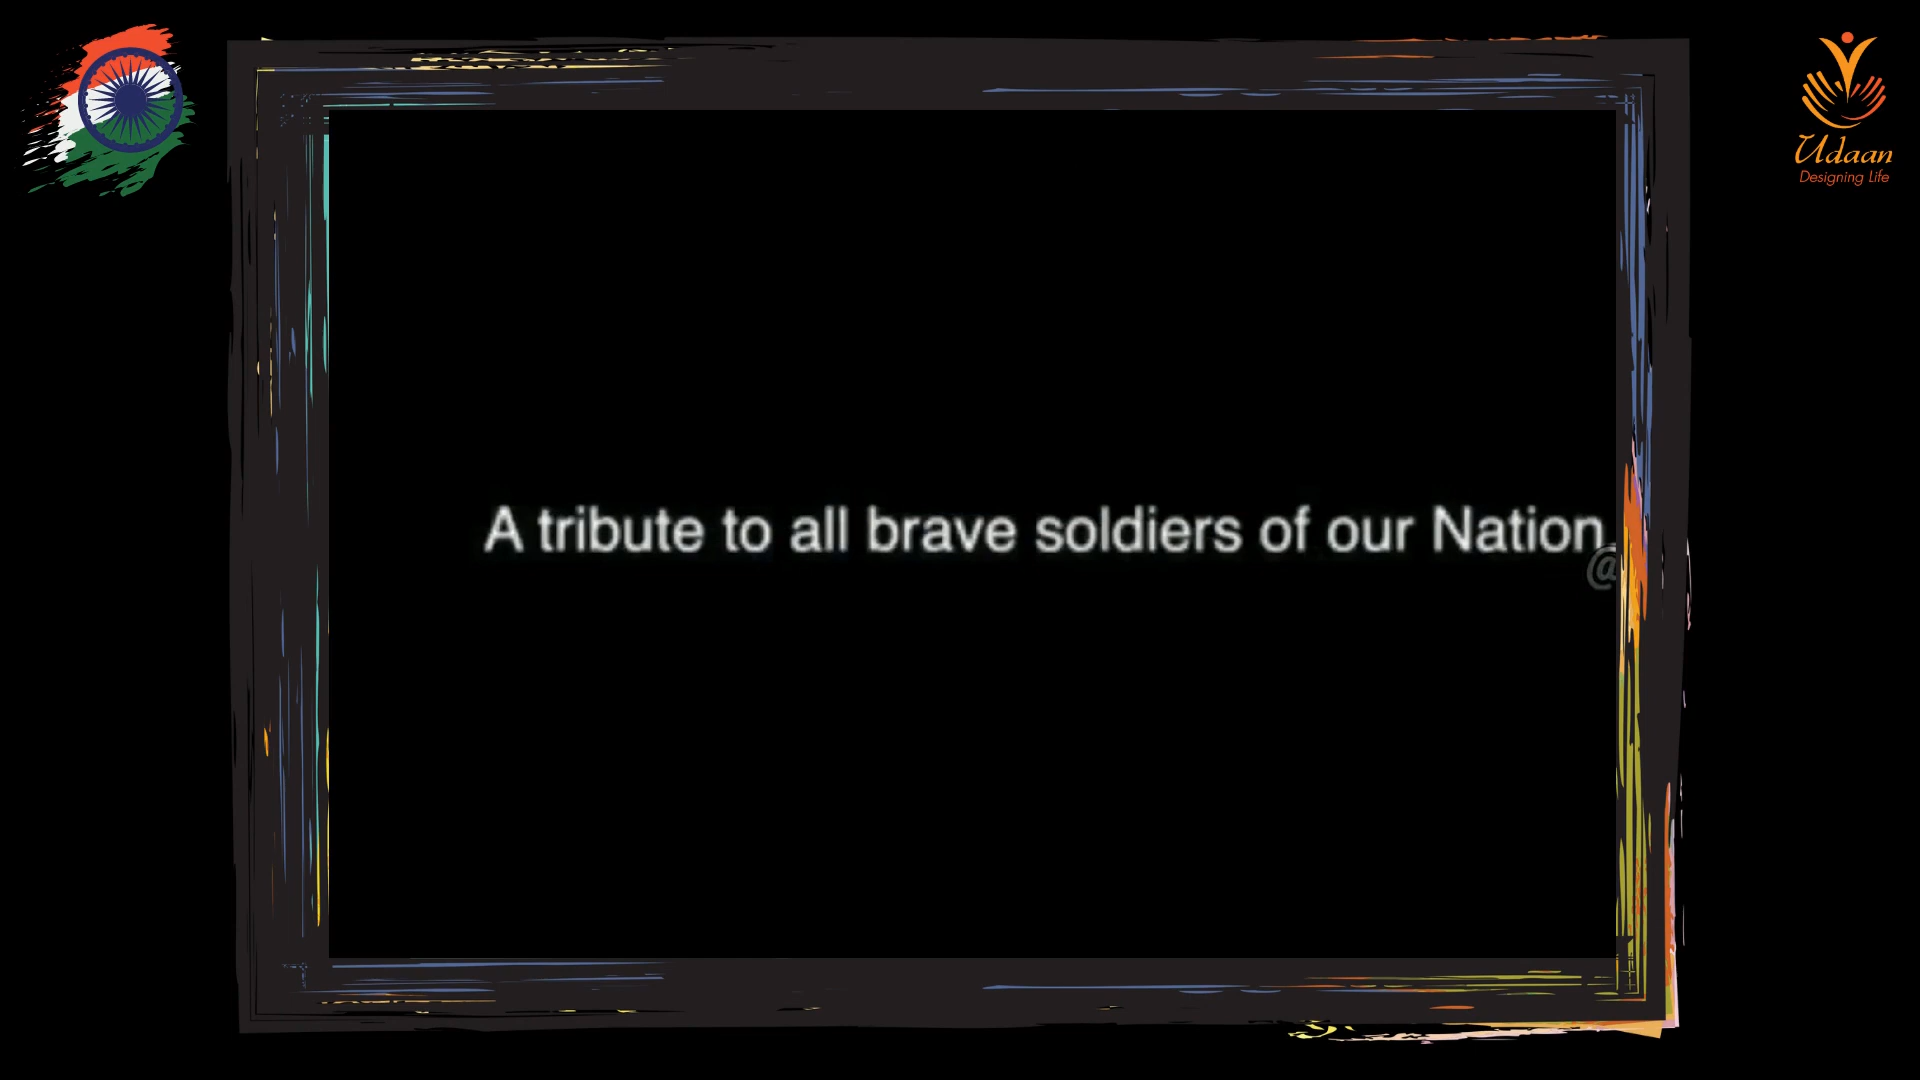 Udaan
Designing Life
A tribute to all brave soldiers of our Nation.
@